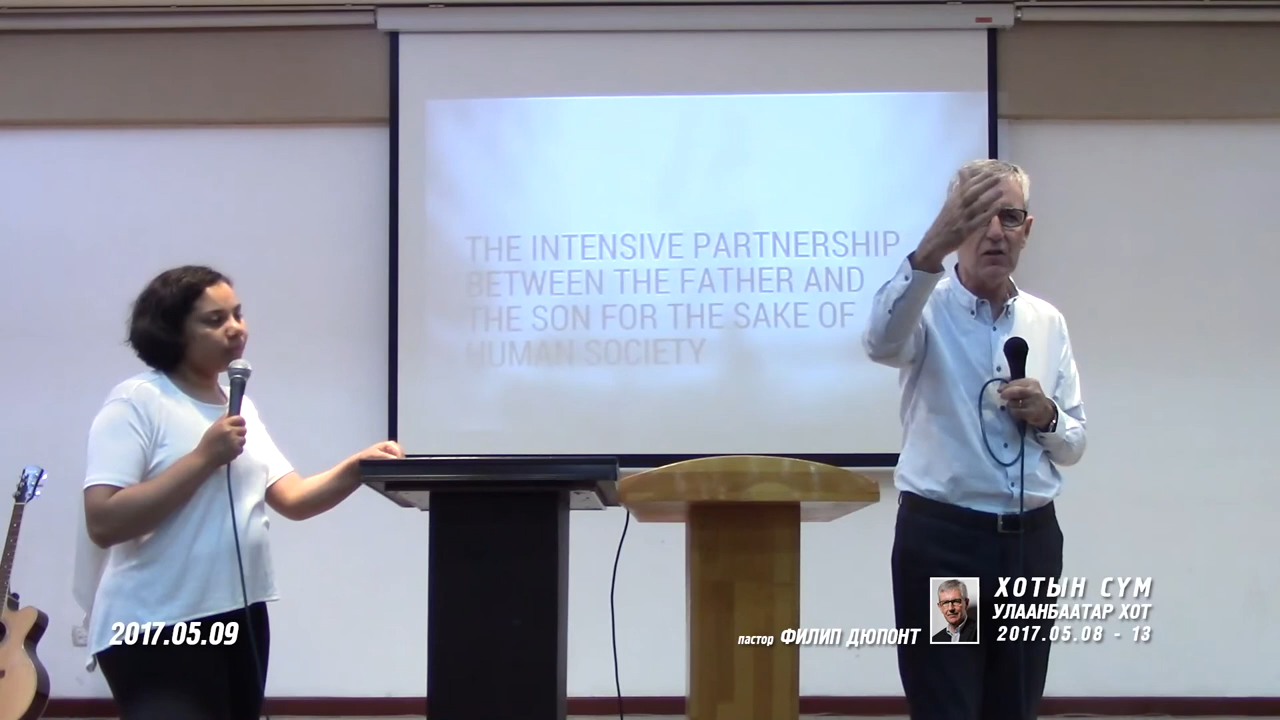 THE INTENSIVE PARTNERSHIP
BETWEEN THE FATHER AND
THE SON FOR THE SAKE OF
HUMAN SOCIETY
2017.05.09
пастор ФИЛИП ДЮПОНТ
ХОТЫН СҮМ
УЛААНБААТАР ХОТ
2017.05.08 - 13